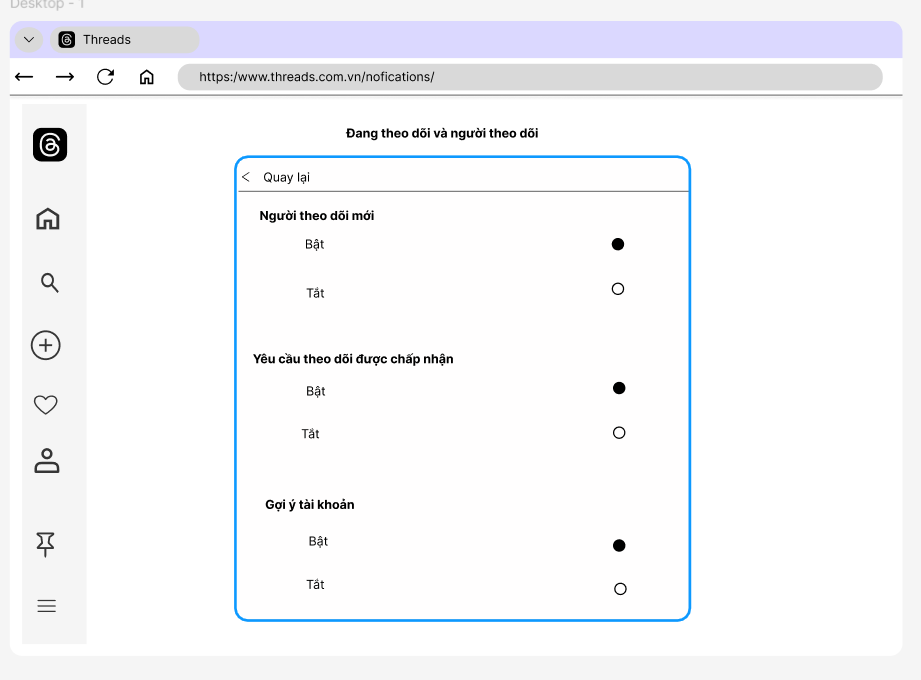 Desktop - 1
Threads
https:/www.threads.com.vn/nofications/
Đang theo dõi và người theo dõi
< Quay lại
Người theo dõi mới
Bật
Tắt
Yêu cầu theo dõi được chấp nhận
Bật
Tắt
Gợi ý tài khoản
Bật
Tắt